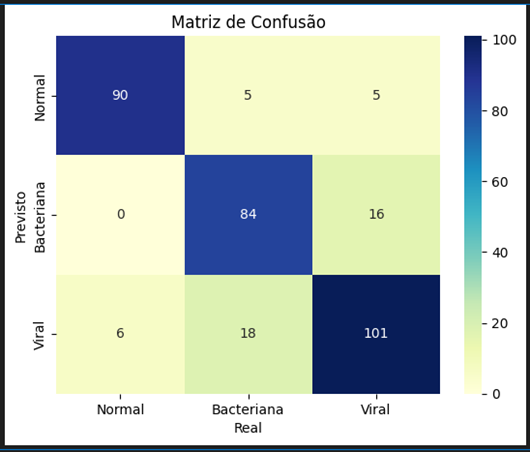 Matriz de Confusão
Previsto
Normal
90 5 5
Bacteriana
0 84 16
Viral
6 18 101
Normal Bacteriana Viral
Real
100
80
60
40
20
0